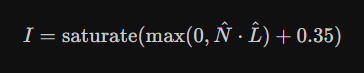 I = saturate(max(0, N̂ · L̂) + 0.35)